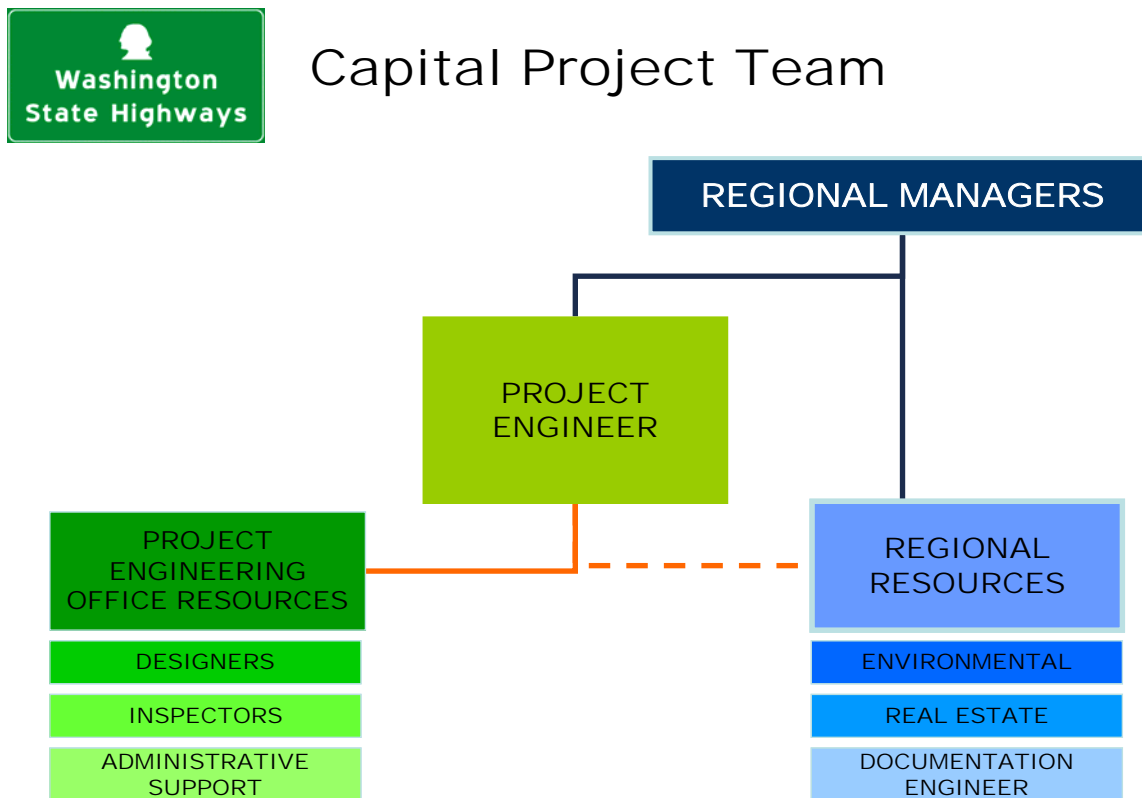 Washington
State Highways
Capital Project Team
REGIONAL MANAGERS
PROJECT
ENGINEER
PROJECT
ENGINEERING
OFFICE RESOURCES
DESIGNERS
INSPECTORS
ADMINISTRATIVE
SUPPORT
REGIONAL
RESOURCES
ENVIRONMENTAL
REAL ESTATE
DOCUMENTATION
ENGINEER